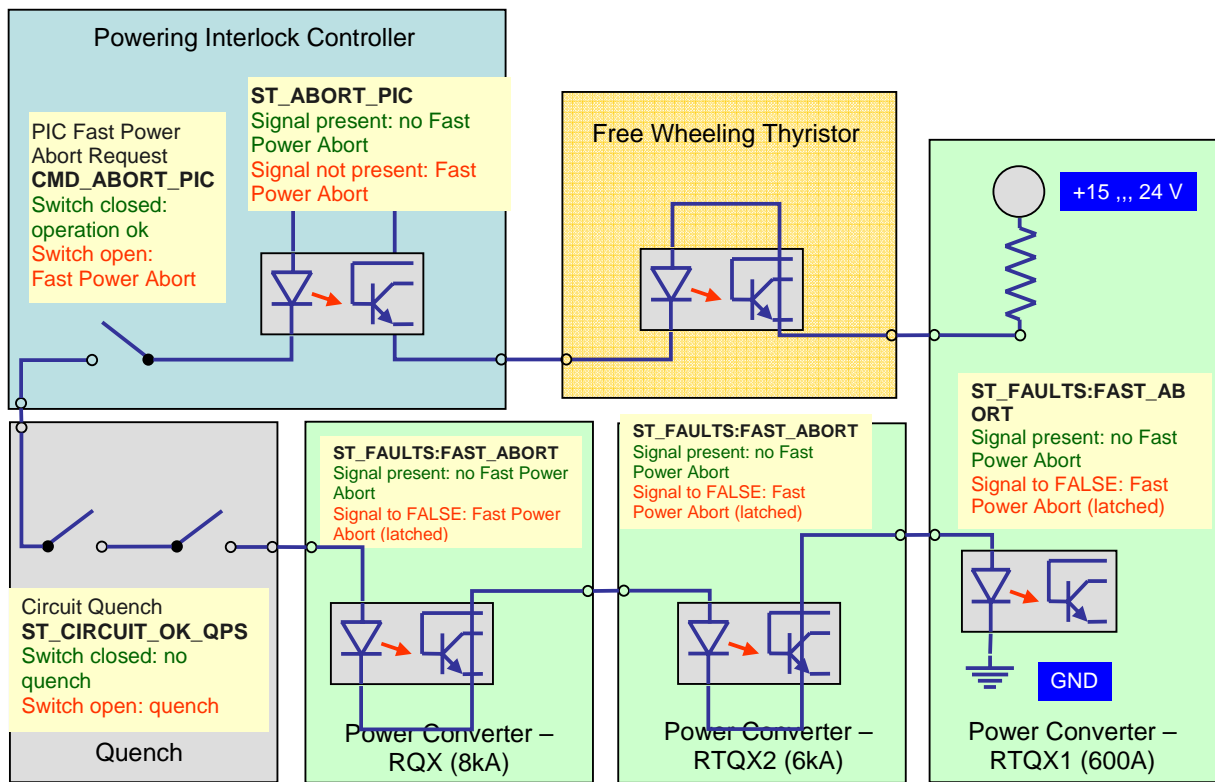 Powering Interlock Controller
PIC Fast Power
Abort Request
CMD_ABORT_PIC
Switch closed:
operation ok
Switch open:
Fast Power Abort
ST_ABORT_PIC
Signal present: no Fast
Power Abort
Signal not present: Fast
Power Abort
Free Wheeling Thyristor
+15 ,,, 24 V
ST_FAULTS:FAST_AB
ORT
Signal present: no Fast
Power Abort
Signal to FALSE: Fast
Power Abort (latched)
GND
Power Converter –
RTQX1 (600A)
ST_FAULTS:FAST_ABORT
Signal present: no Fast
Power Abort
Signal to FALSE: Fast
Power Abort (latched)
Power Converter –
RTQX2 (6kA)
ST_FAULTS:FAST_ABORT
Signal present: no Fast Power
Abort
Signal to FALSE: Fast Power
Abort (latched)
Power Converter –
RQX (8kA)
Circuit Quench
ST_CIRCUIT_OK_QPS
Switch closed: no
quench
Switch open: quench
Quench